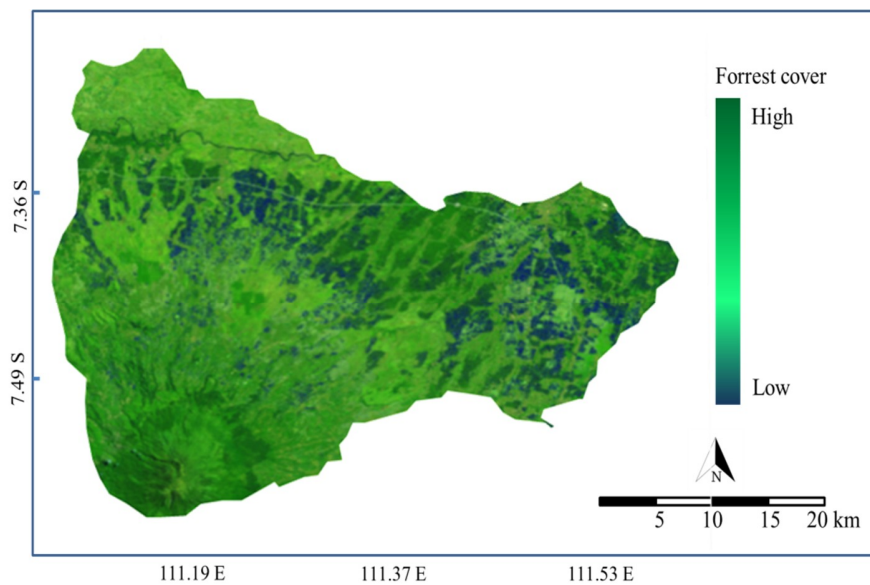 Forrest cover
High
7.36 S
7.49 S
Low
N
5 10 15 20 km
111.19 E 111.37 E 111.53 E